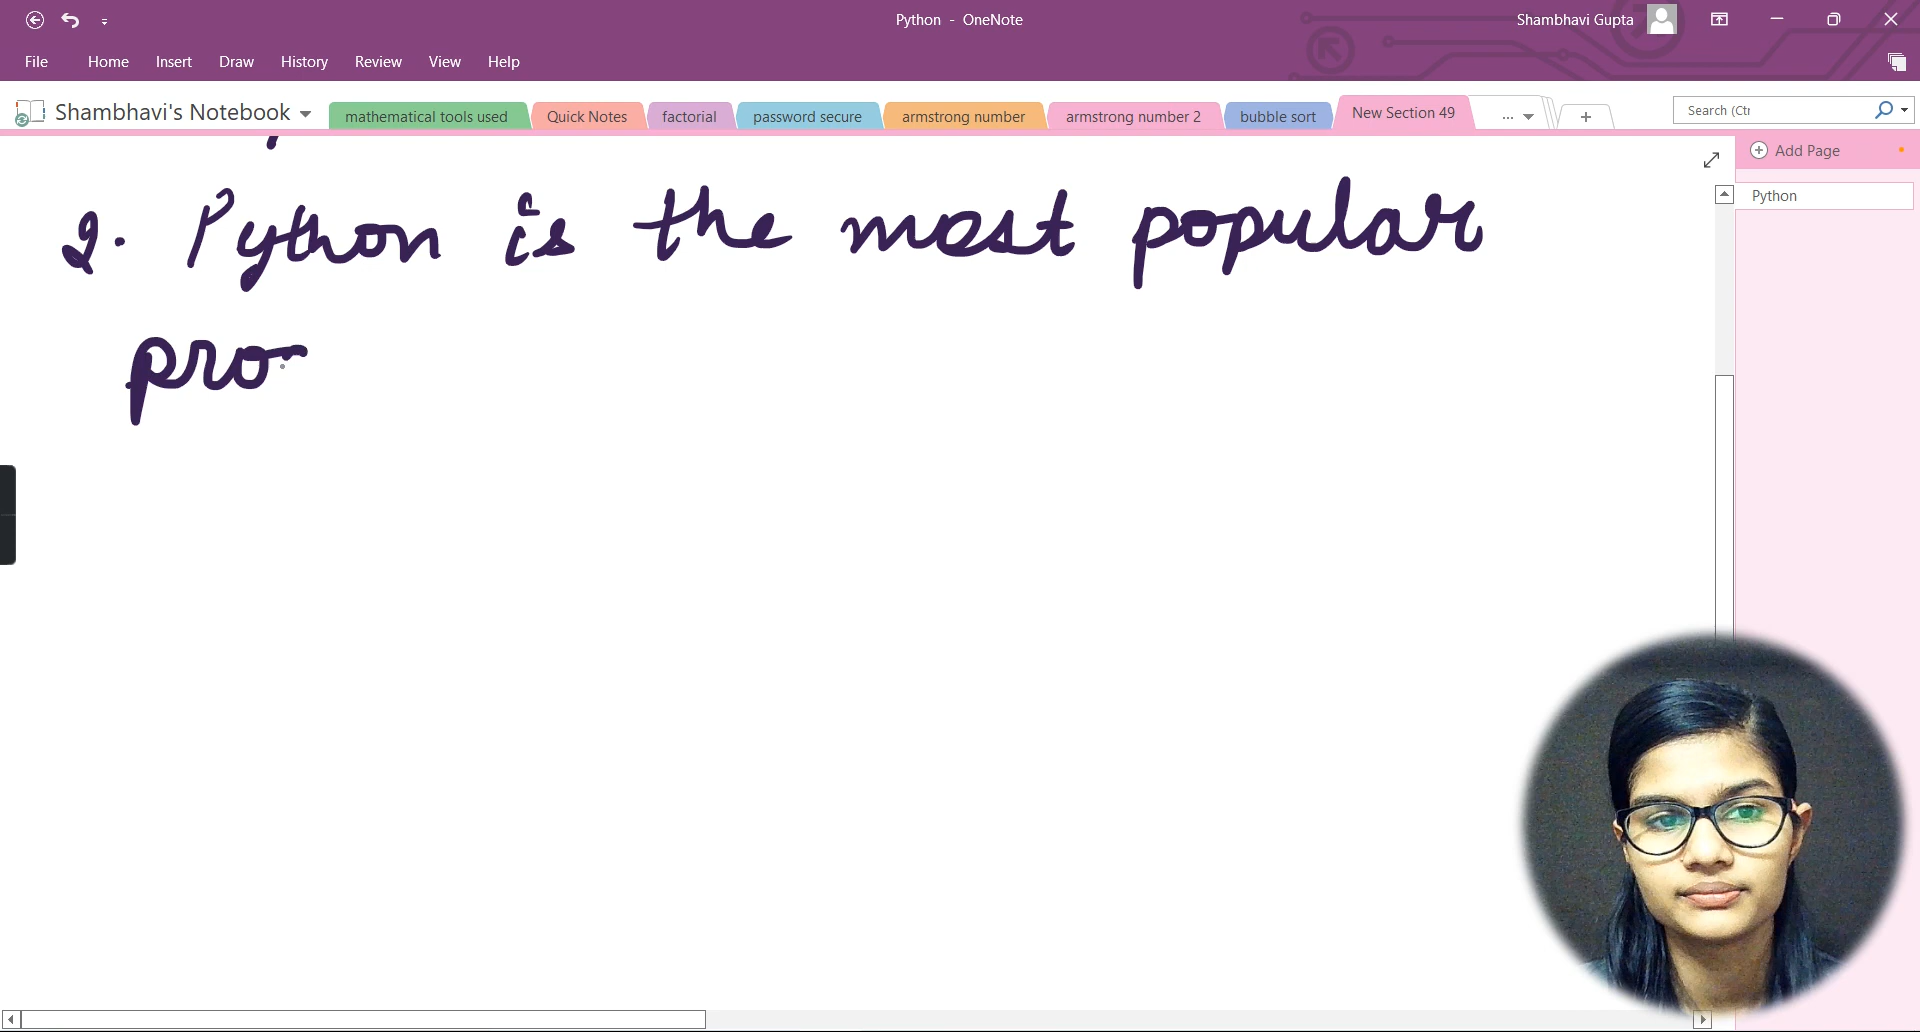 Python - OneNote
Shambhavi Gupta
File Home Insert Draw History Review View Help
Shambhavi's Notebook mathematical tools used Quick Notes factorial password secure armstrong number armstrong number 2 bubble sort New Section 49 ... + Search (Ctr
+ Add Page
Python
2. Python is the most popular
pro